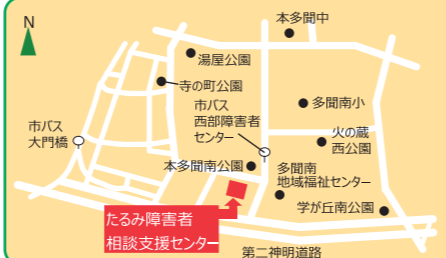 N
本多聞中
湯屋公園
寺の町公園
市バス
西部障害者
センター
多聞南小
市バス
大門橋
火の蔵
西公園
本多聞南公園
多聞南
地域福祉センター
学が丘南公園
たるみ障害者
相談支援センター
第二神明道路